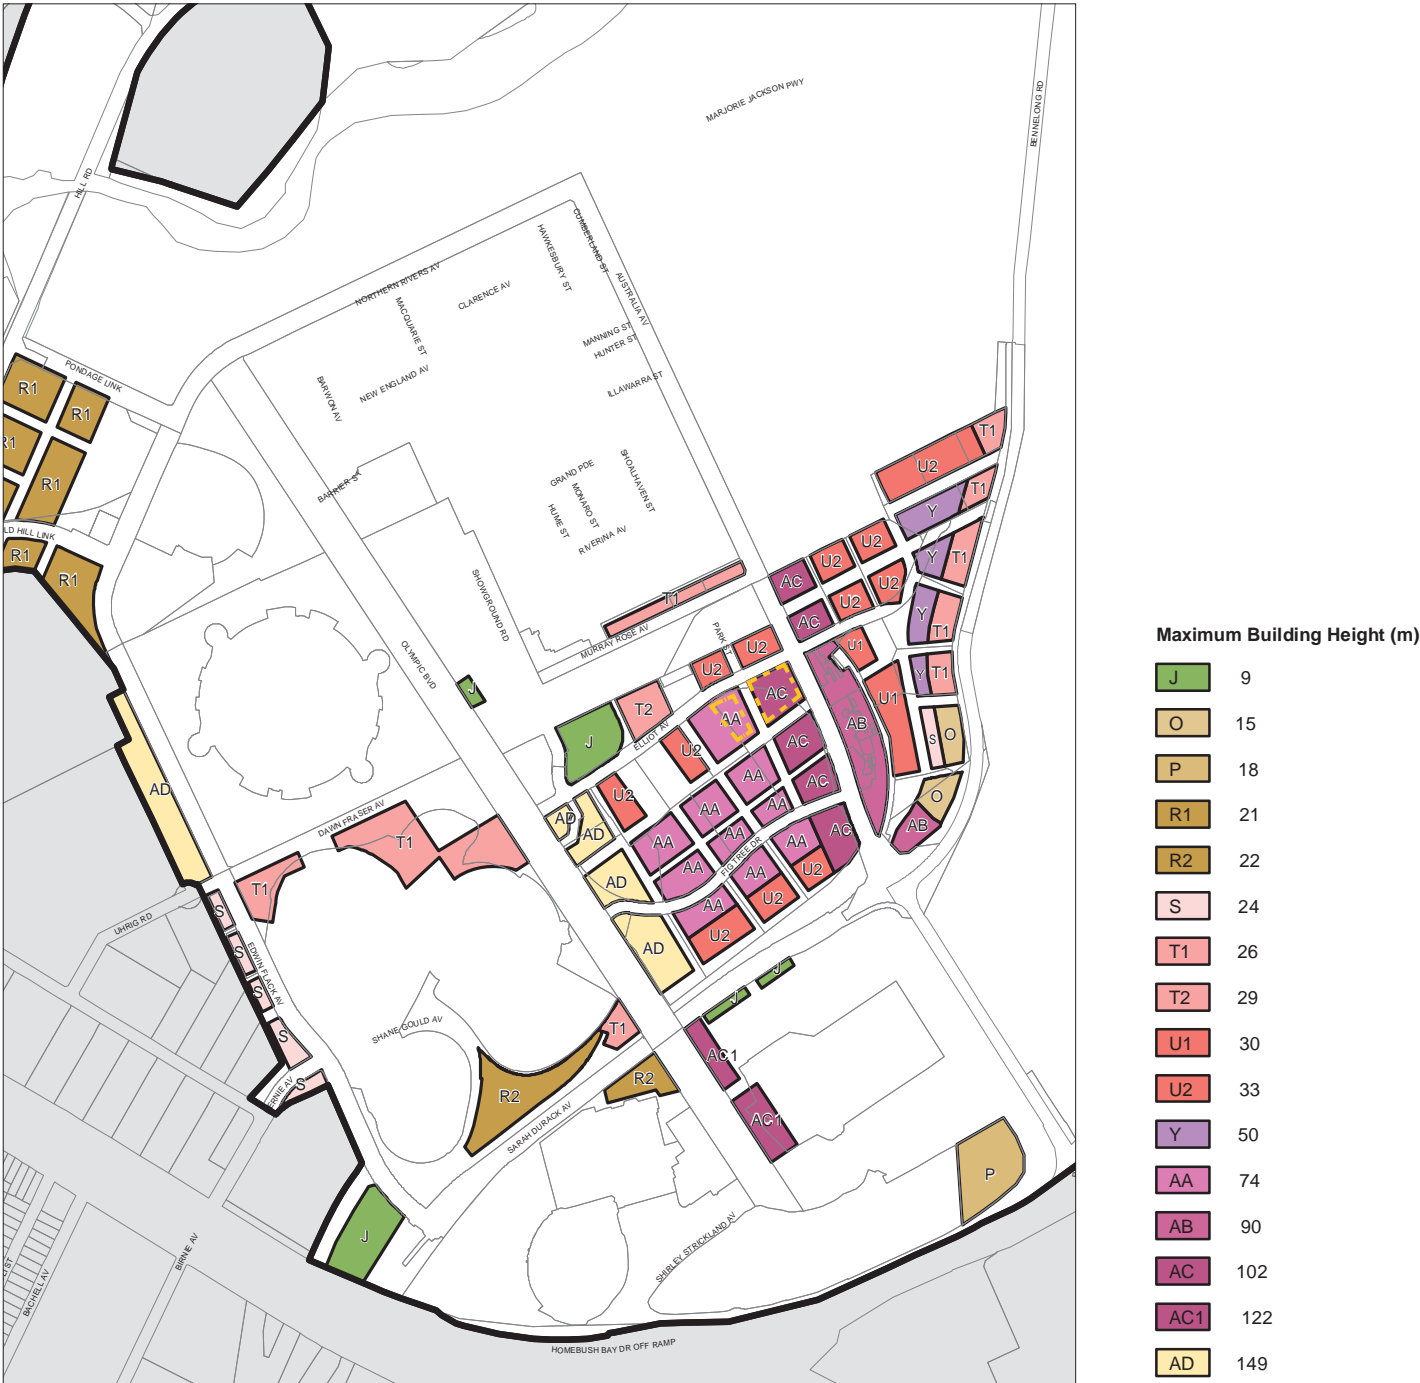 MARJORIE JACKSON PWY
BENNELONG RD
HILL RD
CUMBERLAND ST
HAWKESBURY ST
AUSTRALIA AV
NORTHERN RIVERS AV
CLARENCE AV
MACQUARIE ST
MANNING ST
HUNTER ST
PONDAGE LINK
BARWON AV
NEW ENGLAND AV
ILLAWARRA ST
R1
R1
R1
R1
T1
U2
GRAND PDE
SHOALHAVEN ST
BARRIER ST
MONARO ST
HUME ST
RIVERINA AV
T1
Y
LD HILL LINK
R1
R1
U2
U2
Y
T1
SHOWGROUND RD
T1
AC
U2
U2
AC
Y
T1
MURRAY ROSE AV
PARK ST
OLYMPIC BVD
U2
U2
U1
Y
T1
J
T2
AA
AC
U1
J
ELLIOT AV
U2
AC
AB
S
O
AD
U2
AA
AC
O
DAWN FRASER AV
AD
AD
AA
AA
AB
T1
AA
AA
AC
AA
FIG TREE DR
T1
AD
AA
AA
U2
U2
S
AA
UHRIG RD
U2
S
AD
EDWIN FLACK AV
S
J
J
SHANE GOULD AV
T1
S
AC1
R2
S
BIRNIE AV
R2
SARAH DURACK AV
AC1
P
J
SHIRLEY STRICKLAND AV
BACHELL AV
HOMEBUSH BAY DR OFF RAMP
Maximum Building Height (m)
J 9
O 15
P 18
R1 21
R2 22
S 24
T1 26
T2 29
U1 30
U2 33
Y 50
AA 74
AB 90
AC 102
AC1 122
AD 149